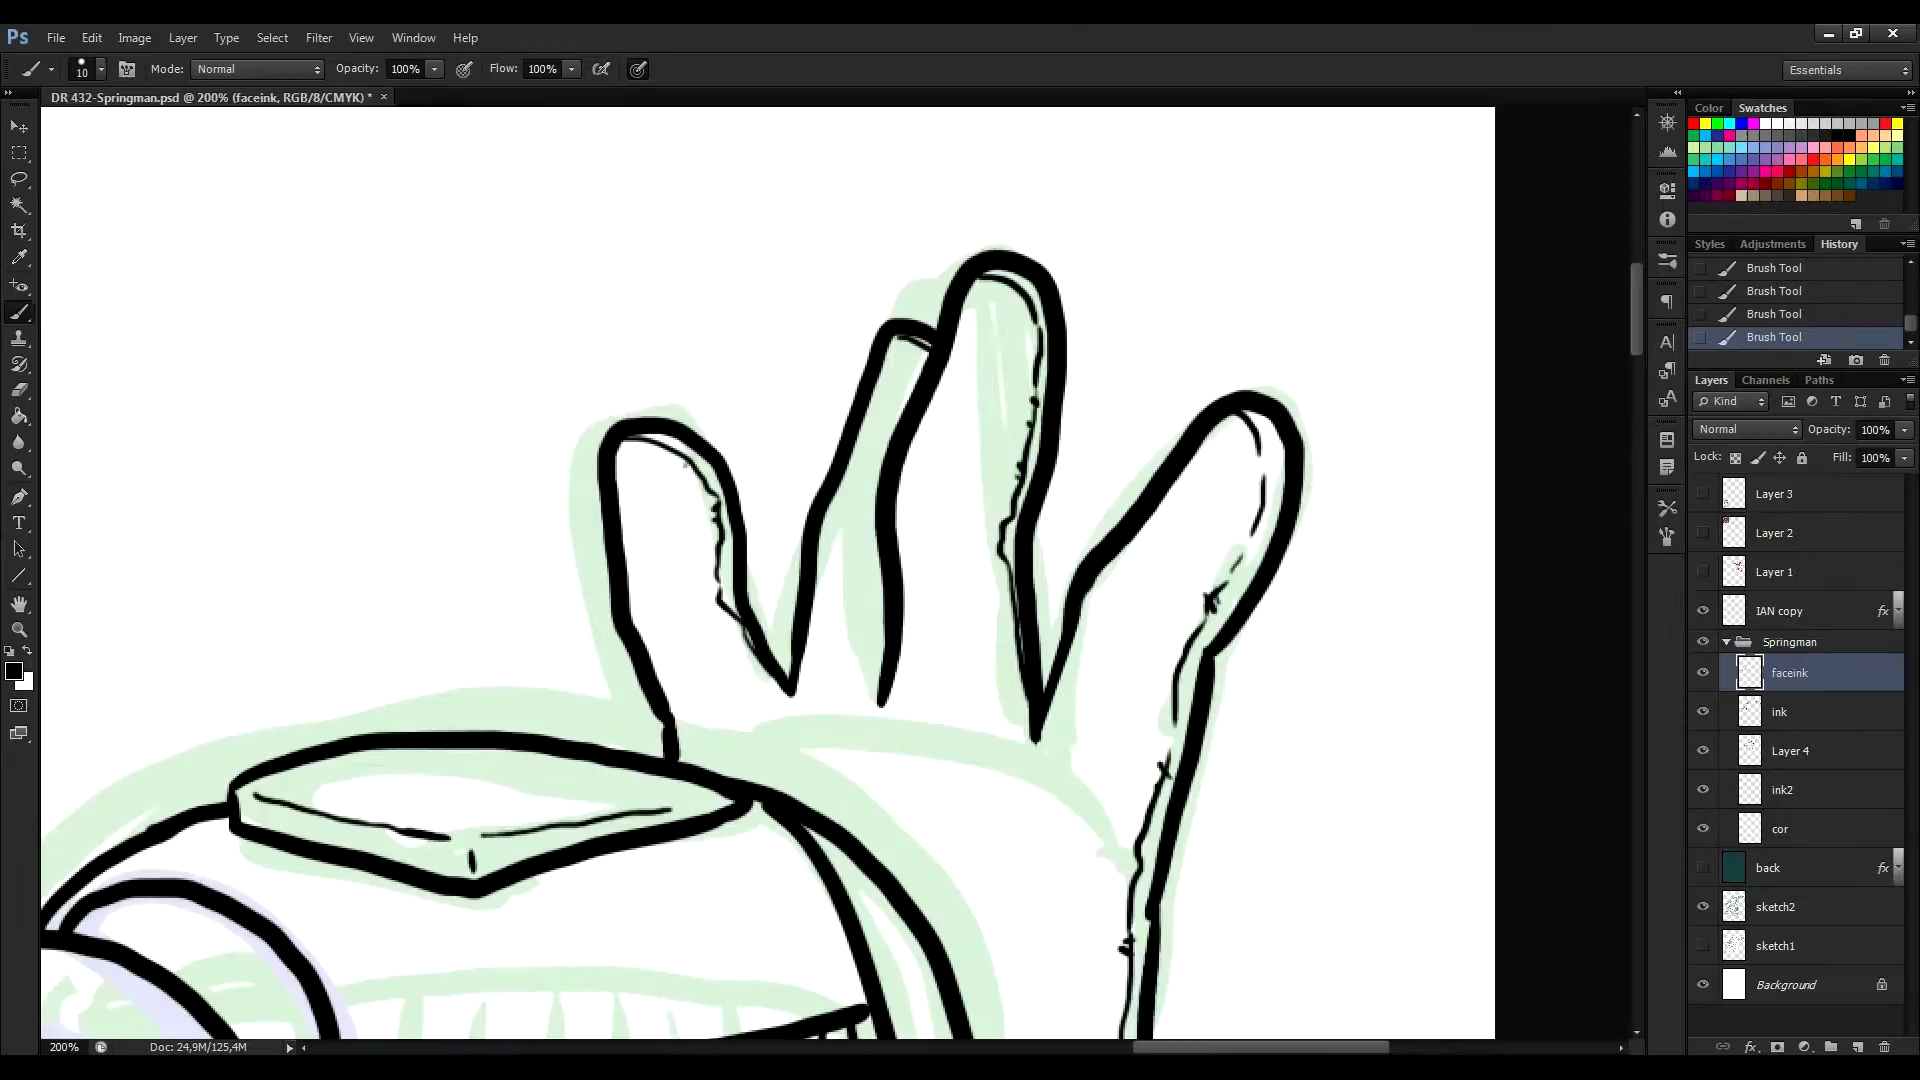 Ps File Edit Image Layer Type Select Filter View Window Help
10 Mode: Normal Opacity: 100% Flow: 100% Essentials
DR 432-Springman.psd @ 200% (faceink, RGB/8/CMYK) * ×
Color Swatches
Styles Adjustments History
Brush Tool
Brush Tool
Brush Tool
Brush Tool
Layers Channels Paths
Kind
Normal Opacity: 100%
Lock: Fill: 100%
Layer 3
Layer 2
Layer 1
IAN copy fx
Springman
faceink
ink
Layer 4
ink2
cor
back fx
sketch2
sketch1
Background
200% Doc: 24,9M/125,4M